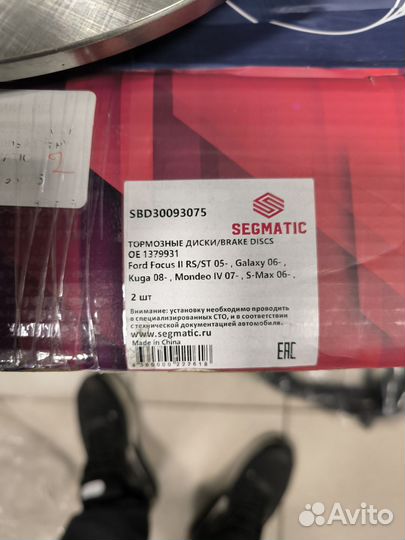 SBD30093075
SEGMATIC
ТОРМОЗНЫЕ ДИСКИ/BRAKE DISCS
OE 1379931
Ford Focus II RS/ST 05- , Galaxy 06- ,
Kuga 08- , Mondeo IV 07- , S-Max 06- ,
2 шт
Внимание: установку необходимо проводить
в специализированных СТО, и в соответствии
с технической документацией автомобиля.
www.segmatic.ru
Made in China
EAC
Avito